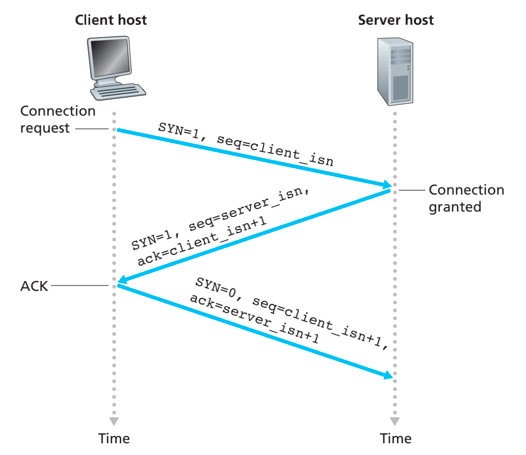 Client host
Server host
Connection
request
SYN=1, seq=client_isn
Connection
granted
SYN=1, seq=server_isn,
ack=client_isn+1
ACK
SYN=0, seq=client_isn+1,
ack=server_isn+1
Time
Time